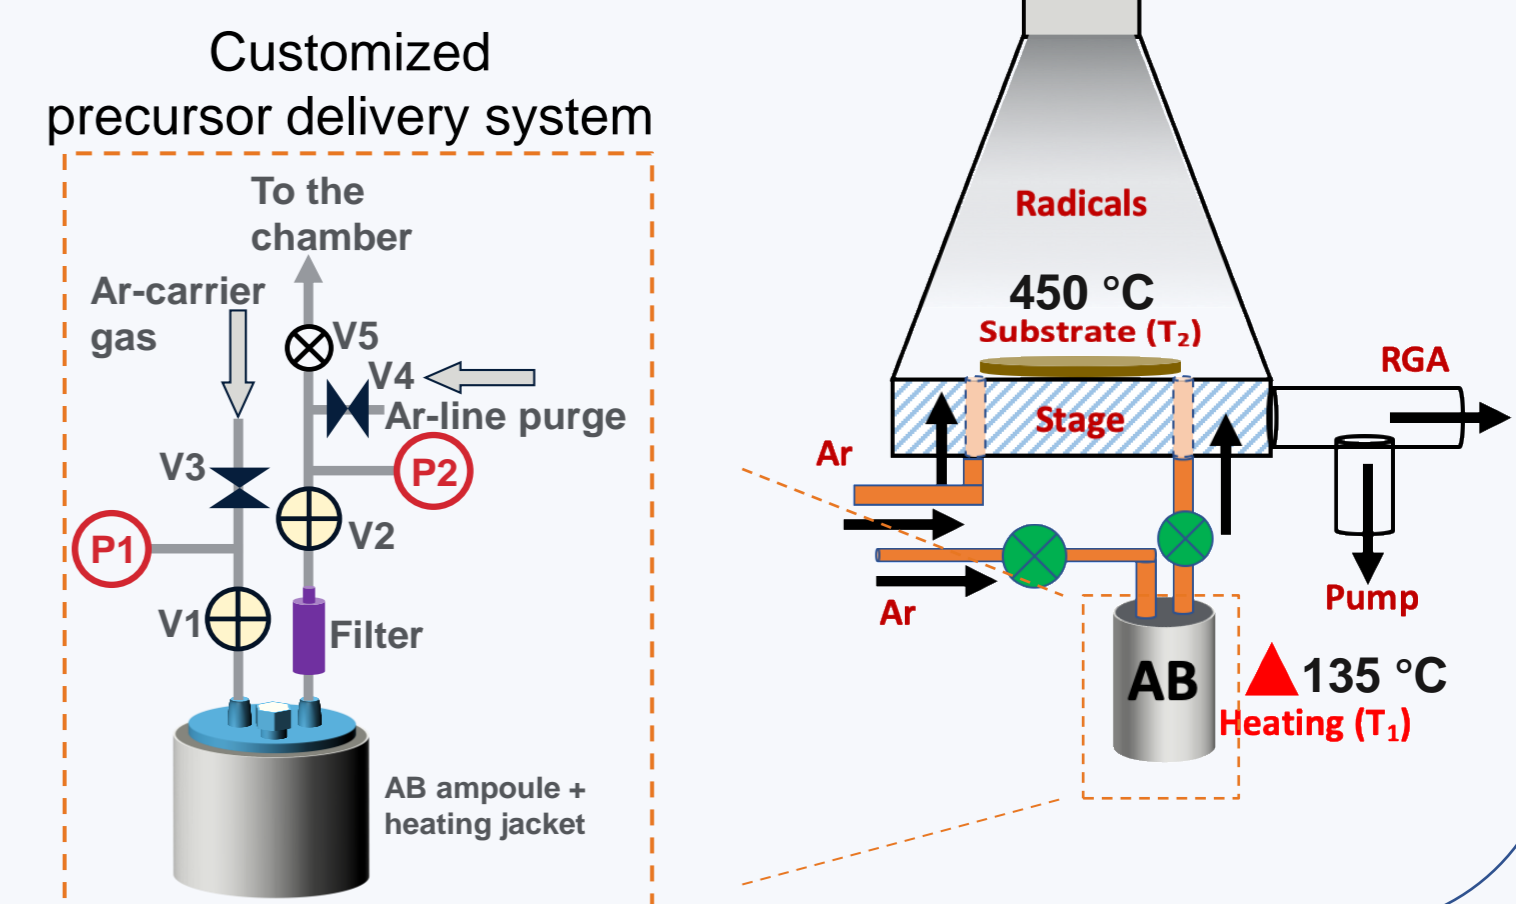 Customized
precursor delivery system
To the
chamber
Ar-carrier
gas
V5
V4
Ar-line purge
V3
P2
V2
P1
V1
Filter
AB ampoule +
heating jacket
Radicals
450 °C
Substrate (T₂)
RGA
Stage
Ar
Ar
Pump
AB
135 °C
Heating (T₁)